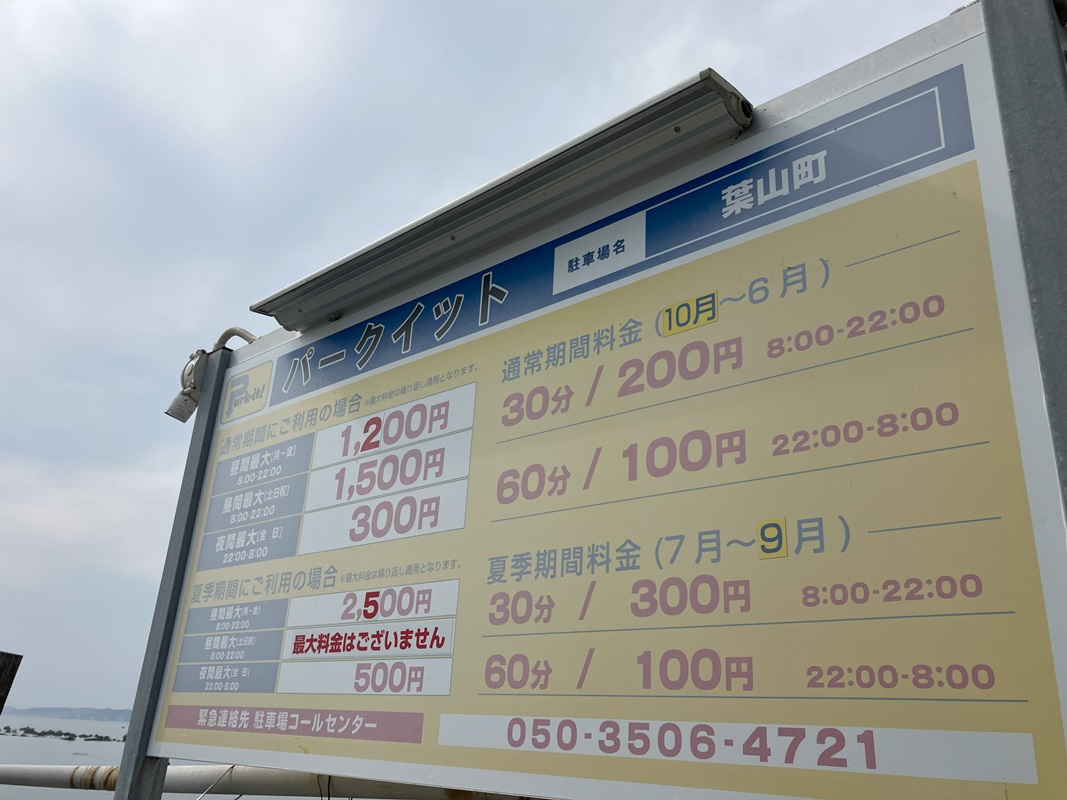 Park-it!
パークイット
駐車場名
葉山町
通常期間にご利用の場合 ※最大料金は繰り返し適用となります。
昼間最大(月~金) 1,200円
8:00-22:00
昼間最大(土日祝) 1,500円
8:00-22:00
夜間最大(全 日) 300円
22:00-8:00
夏季期間にご利用の場合 ※最大料金は繰り返し適用となります。
昼間最大(月~金) 2,500円
8:00-22:00
昼間最大(土日祝) 最大料金はございません
8:00-22:00
夜間最大(全 日) 500円
22:00-8:00
緊急連絡先 駐車場コールセンター
通常期間料金 (10月~6月)
30分 / 200円 8:00-22:00
60分 / 100円 22:00-8:00
夏季期間料金 (7月~9月)
30分 / 300円 8:00-22:00
60分 / 100円 22:00-8:00
050-3506-4721